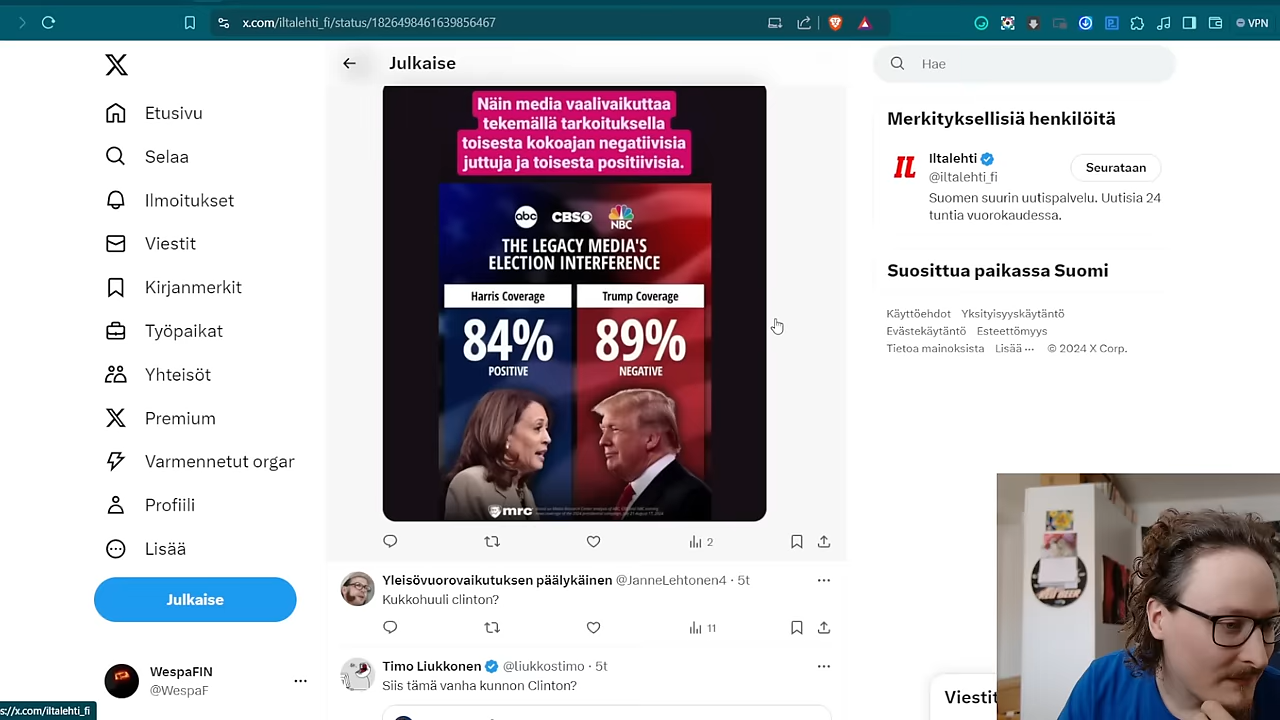 x.com/iltalehti_fi/status/1826498461639856467
VPN
Julkaise
Hae
Etusivu
Selaa
Ilmoitukset
Viestit
Kirjanmerkit
Työpaikat
Yhteisöt
Premium
Varmennetut orgar
Profiili
Lisää
Julkaise
WespaFIN
@WespaF
s://x.com/iltalehti_fi
Näin media vaalivaikuttaa
tekemällä tarkoituksella
toisesta kokoajan negatiivisia
juttuja ja toisesta positiivisia.
abc CBS NBC
THE LEGACY MEDIA'S
ELECTION INTERFERENCE
Harris Coverage Trump Coverage
84% 89%
POSITIVE NEGATIVE
mrc
2
Yleisövuorovaikutuksen päälykäinen @JanneLehtonen4 · 5t
Kukkohuuli clinton?
11
Timo Liukkonen @liukkostimo · 5t
Siis tämä vanha kunnon Clinton?
Merkityksellisiä henkilöitä
IL Iltalehti
@iltalehti_fi
Seurataan
Suomen suurin uutispalvelu. Uutisia 24
tuntia vuorokaudessa.
Suosittua paikassa Suomi
Käyttöehdot Yksityisyyskäytäntö
Evästekäytäntö Esteettömyys
Tietoa mainoksista Lisää ··· © 2024 X Corp.
Viestit